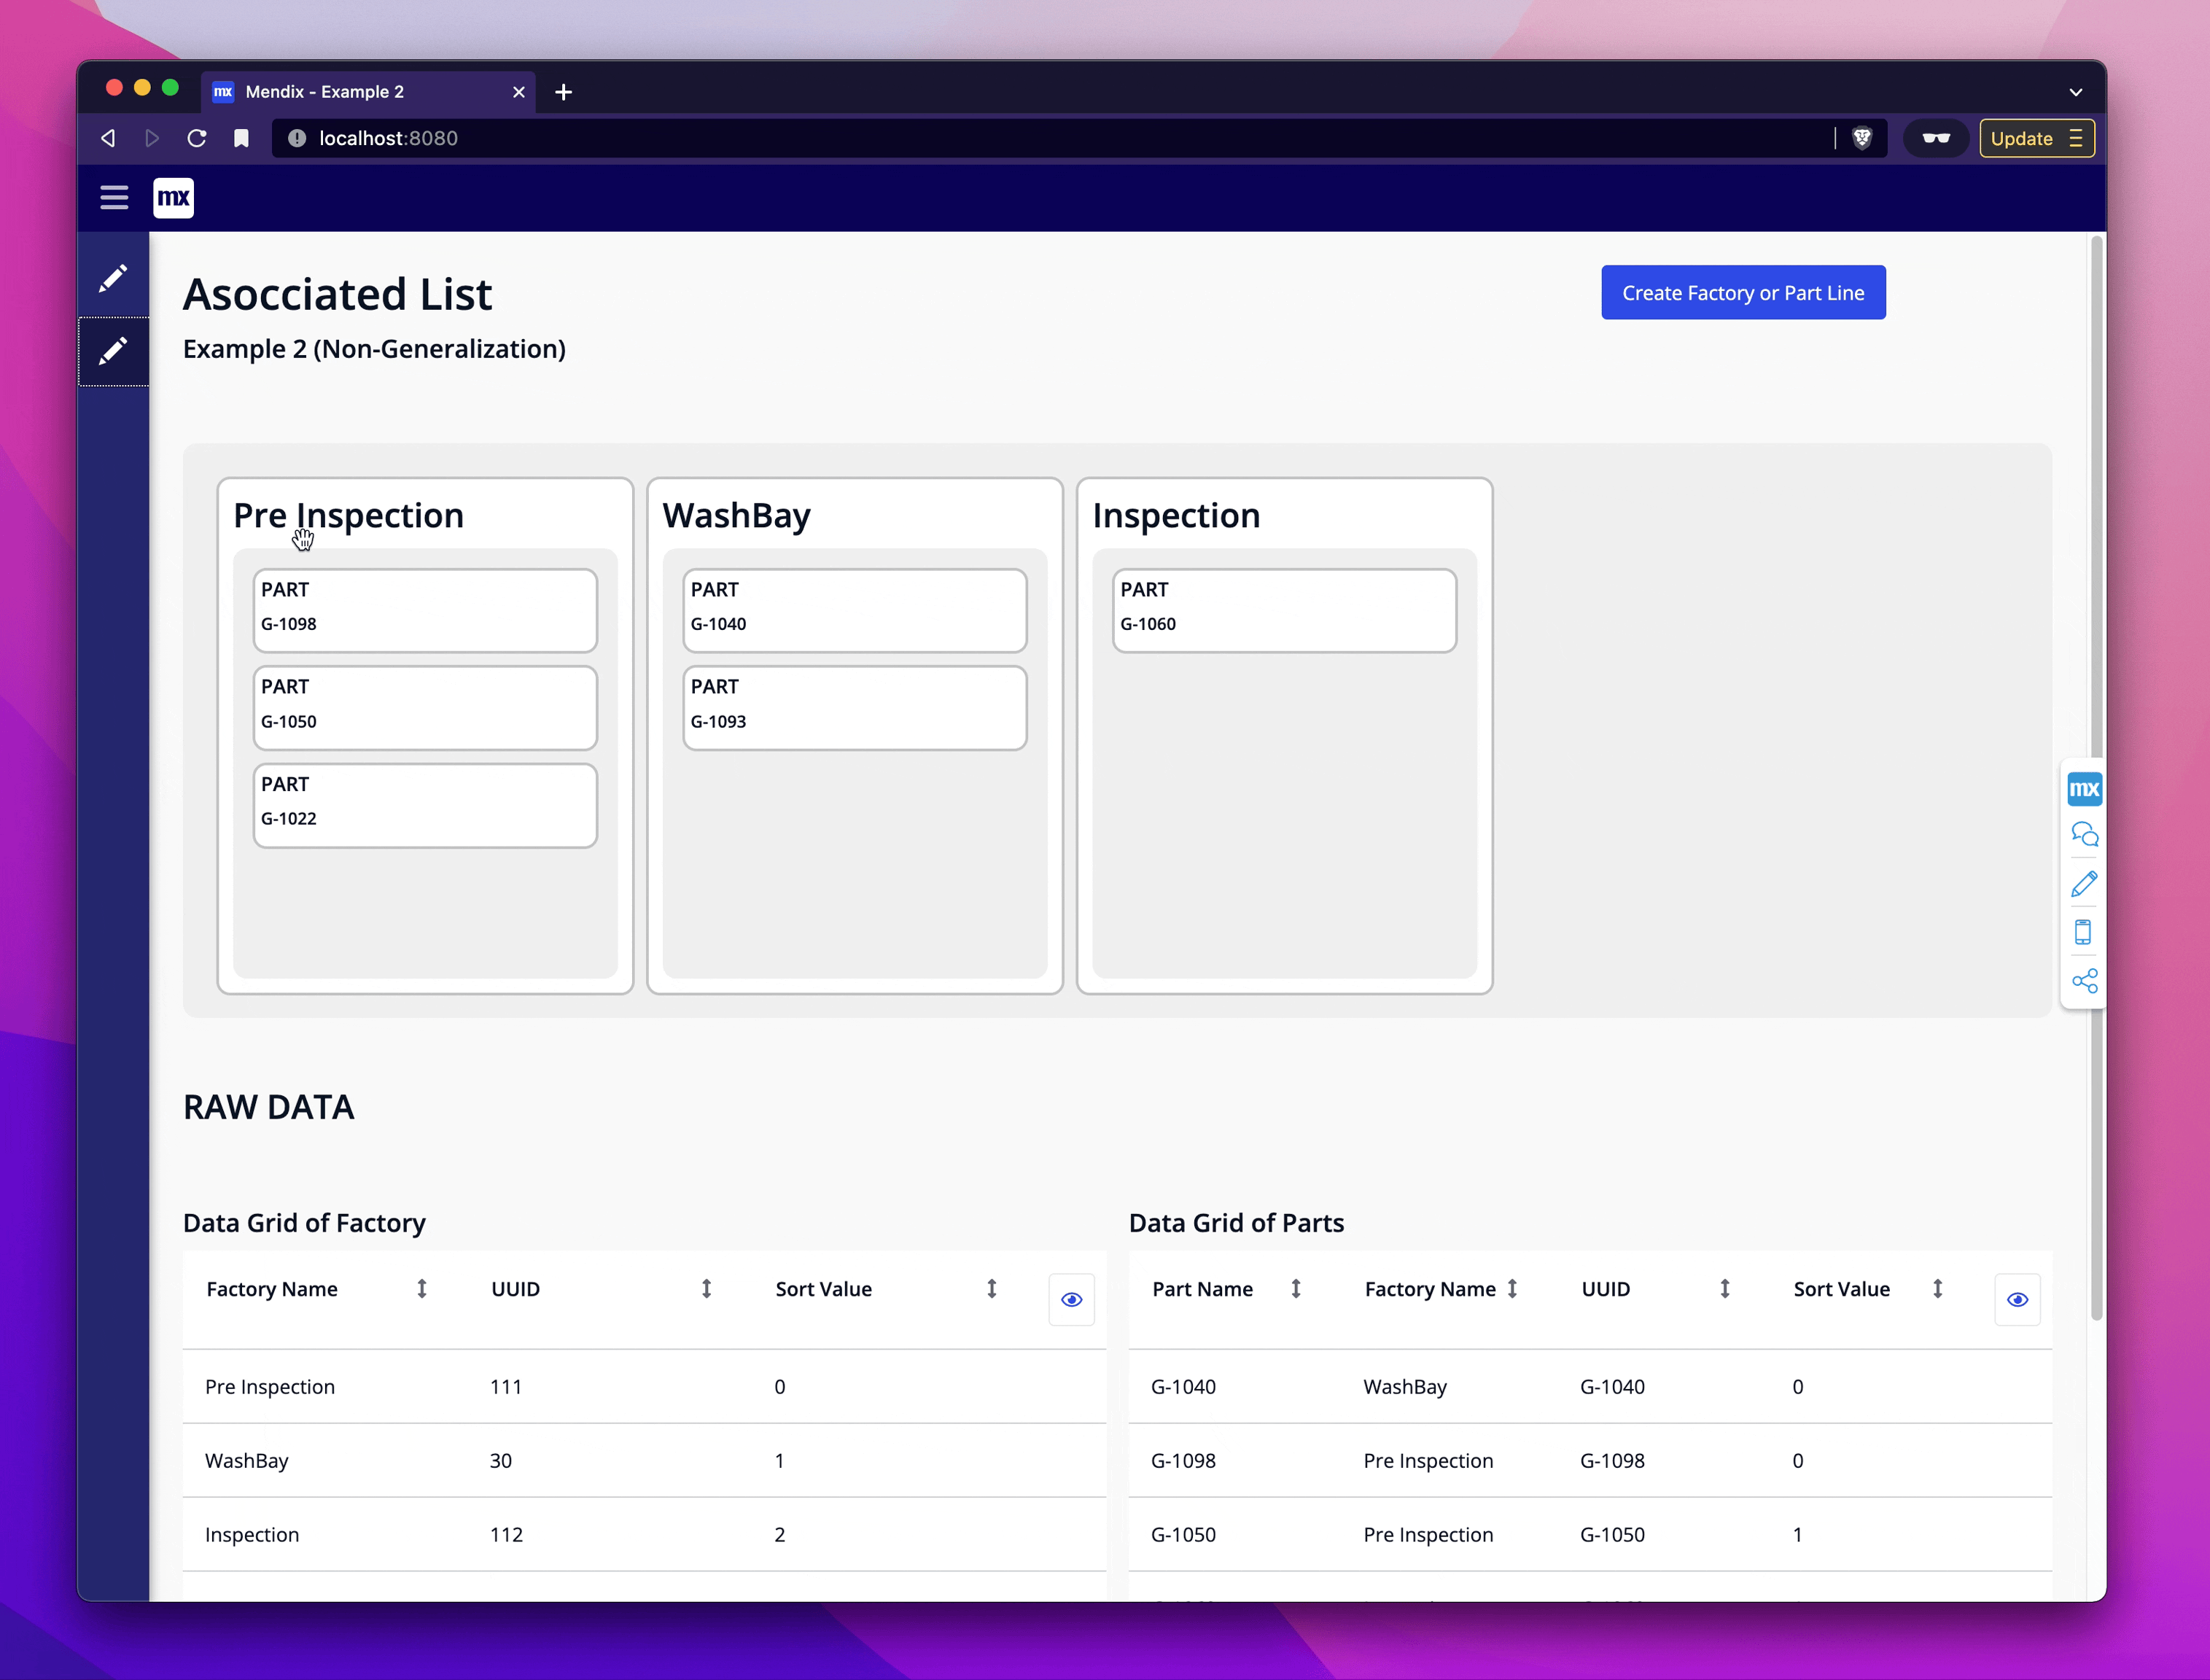 mx Mendix - Example 2
localhost:8080
Update
mx
Asocciated List
Create Factory or Part Line
Example 2 (Non-Generalization)
Pre Inspection
PART
G-1098
PART
G-1050
PART
G-1022
WashBay
PART
G-1040
PART
G-1093
Inspection
PART
G-1060
mx
RAW DATA
Data Grid of Factory
Factory Name UUID Sort Value
Pre Inspection 111 0
WashBay 30 1
Inspection 112 2
Data Grid of Parts
Part Name Factory Name UUID Sort Value
G-1040 WashBay G-1040 0
G-1098 Pre Inspection G-1098 0
G-1050 Pre Inspection G-1050 1